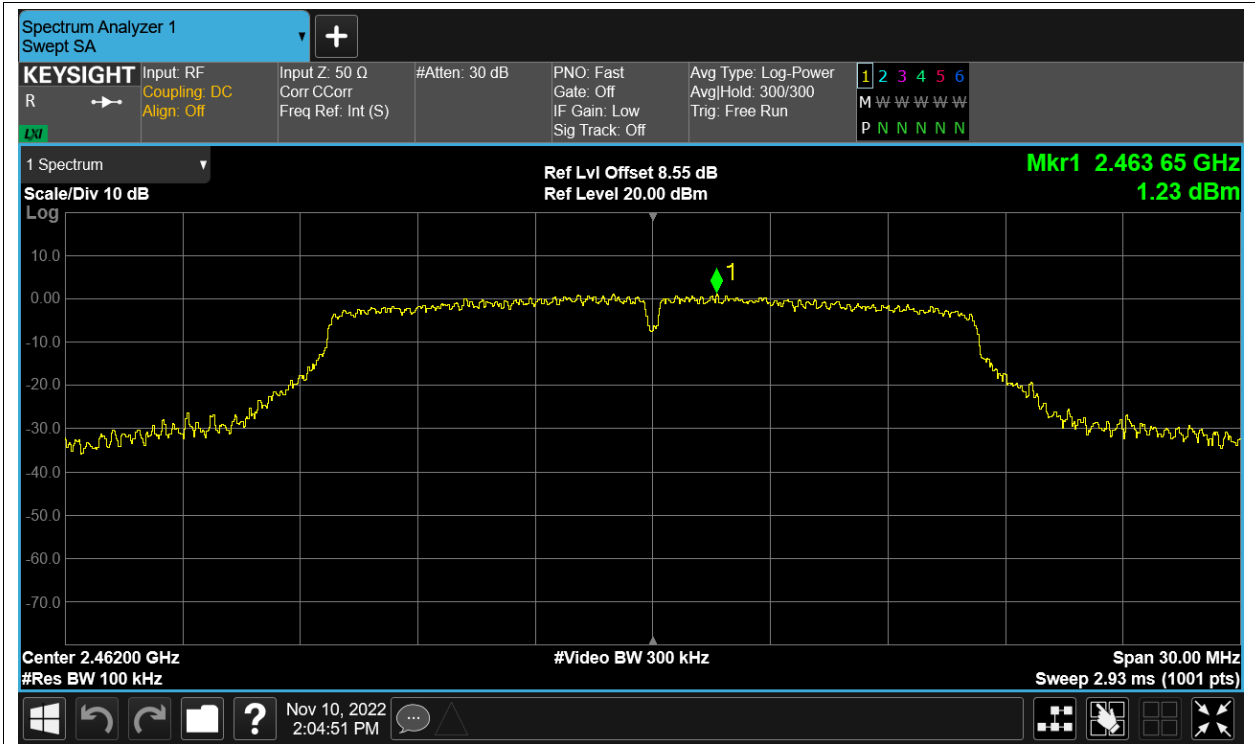 Spectrum Analyzer 1
Swept SA
KEYSIGHT
R
LXI
Input: RF
Coupling: DC
Align: Off
Input Z: 50 Ω
Corr CCorr
Freq Ref: Int (S)
#Atten: 30 dB
PNO: Fast
Gate: Off
IF Gain: Low
Sig Track: Off
Avg Type: Log-Power
Avg|Hold: 300/300
Trig: Free Run
1 2 3 4 5 6
M W W W W W
P N N N N N
1 Spectrum
Scale/Div 10 dB
Ref Lvl Offset 8.55 dB
Ref Level 20.00 dBm
Mkr1 2.463 65 GHz
1.23 dBm
Log
10.0
0.00
-10.0
-20.0
-30.0
-40.0
-50.0
-60.0
-70.0
1
Center 2.46200 GHz
#Video BW 300 kHz
Span 30.00 MHz
#Res BW 100 kHz
Sweep 2.93 ms (1001 pts)
?
Nov 10, 2022
2:04:51 PM